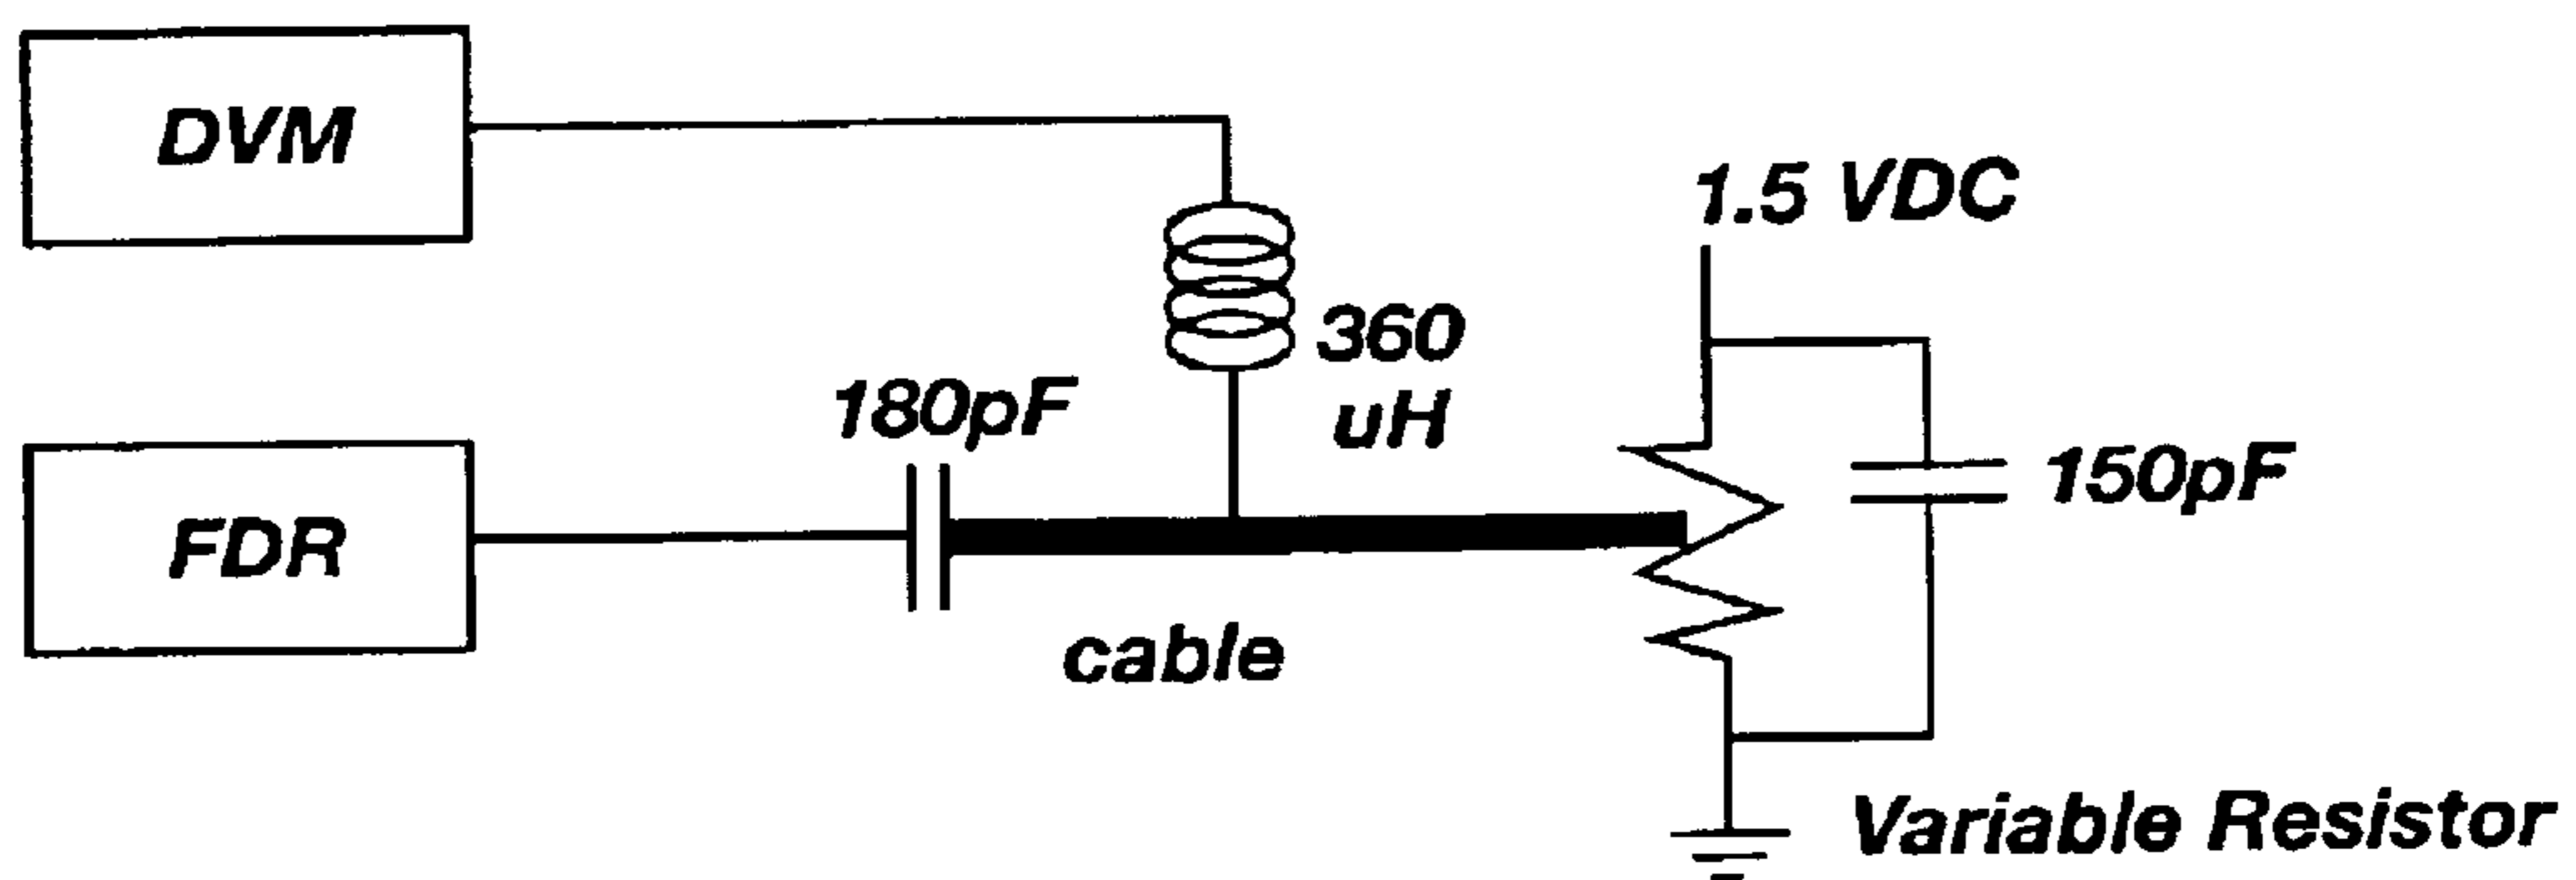 DVM
1.5 VDC
360
uH
180pF
150pF
FDR
cable
Variable Resistor